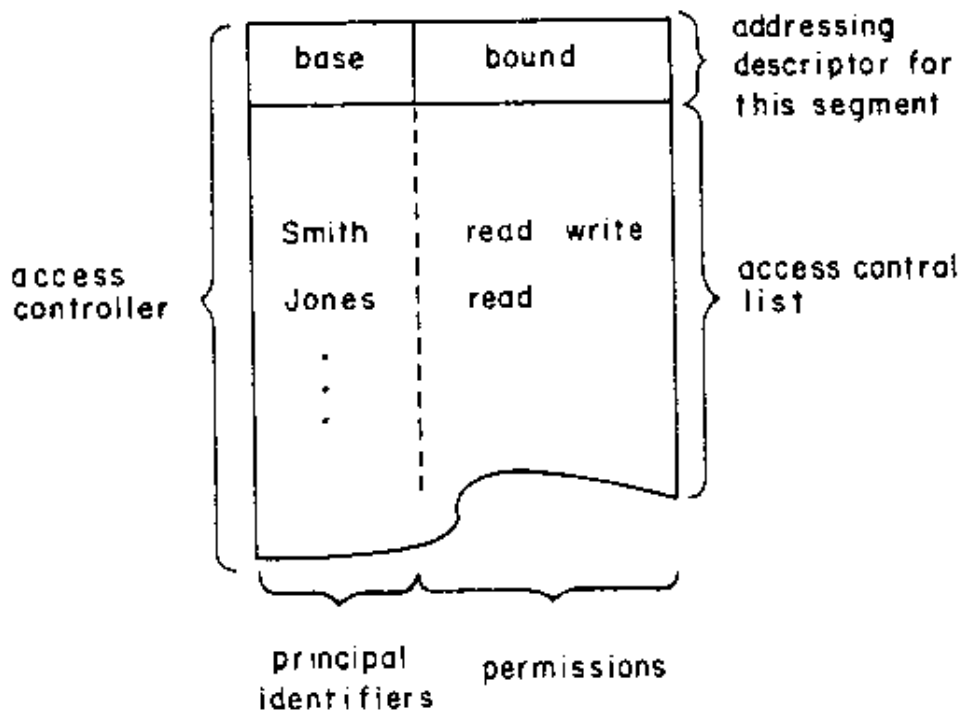 base bound
addressing
descriptor for
this segment
Smith read write
access
controller
access control
list
Jones read
principal
identifiers
permissions